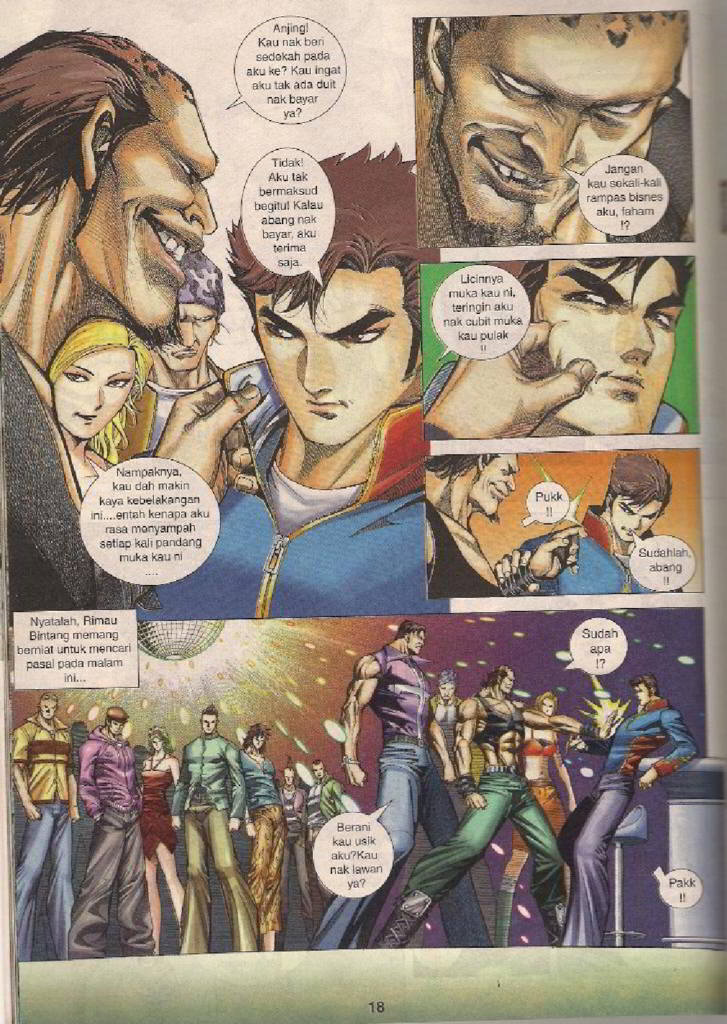 Anjing!
Kau nak beri
sedekah pada
aku ke? Kau ingat
aku tak ada duit
nak bayar
ya?
Tidak!
Aku tak
bermaksud
begitu! Kalau
abang nak
bayar, aku
terima
saja.
Jangan
kau sekali-kali
rampas bisnes
aku, faham
!?
Licinnya
muka kau ni,
teringin aku
nak cubit muka
kau pulak
!!
Nampaknya,
kau dah makin
kaya kebelakangan
ini....entah kenapa aku
rasa menyampah
setiap kali pandang
muka kau ni
....
Pukk
!!
Sudahlah,
abang
!!
Nyatalah, Rimau
Bintang memang
berniat untuk mencari
pasal pada malam
ini...
Sudah
apa
!?
Berani
kau usik
aku?Kau
nak lawan
ya?
Pakk
!!
18